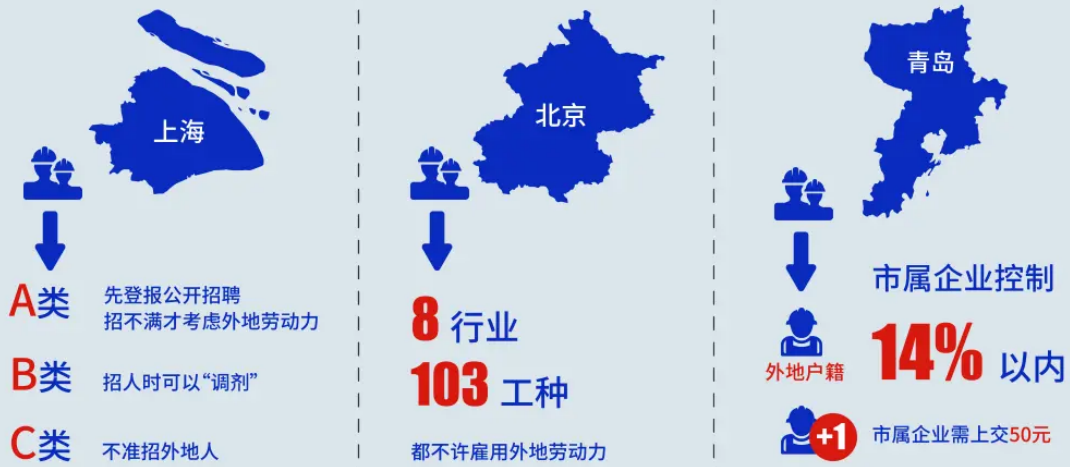 上海
A类
先登报公开招聘
招不满才考虑外地劳动力
B类
招人时可以“调剂”
C类
不准招外地人
北京
8 行业
103 工种
都不许雇用外地劳动力
青岛
市属企业控制
外地户籍
14% 以内
+1
市属企业需上交50元